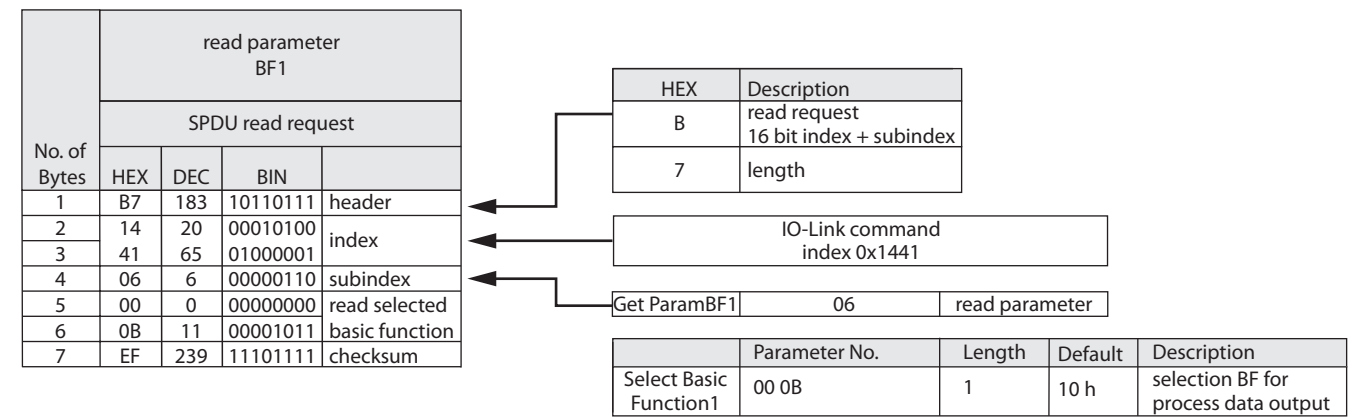 read parameter
BF1
SPDU read request
No. of
Bytes HEX DEC BIN
1 B7 183 10110111 header
2 14 20 00010100
index
3 41 65 01000001
4 06 6 00000110 subindex
5 00 0 00000000 read selected
6 0B 11 00001011 basic function
7 EF 239 11101111 checksum
HEX Description
B read request
16 bit index + subindex
7 length
IO-Link command
index 0x1441
Get ParamBF1 06 read parameter
Parameter No. Length Default Description
Select Basic 00 0B 1 10 h selection BF for
Function1 process data output